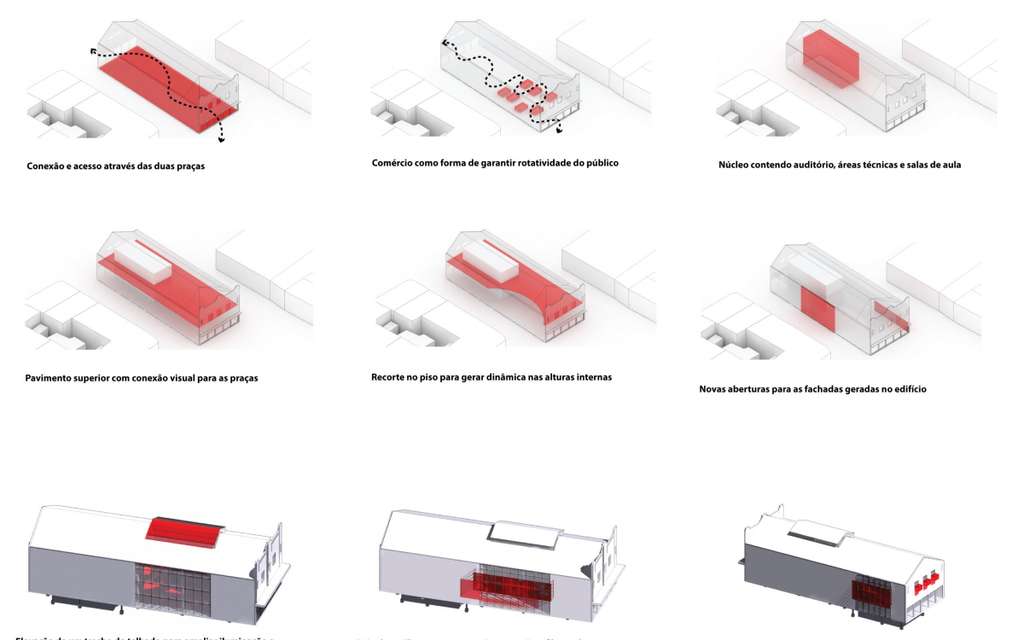 Conexão e acesso através das duas praças
Comércio como forma de garantir rotatividade do público
Núcleo contendo auditório, áreas técnicas e salas de aula
Pavimento superior com conexão visual para as praças
Recorte no piso para gerar dinâmica nas alturas internas
Novas aberturas para as fachadas geradas no edifício